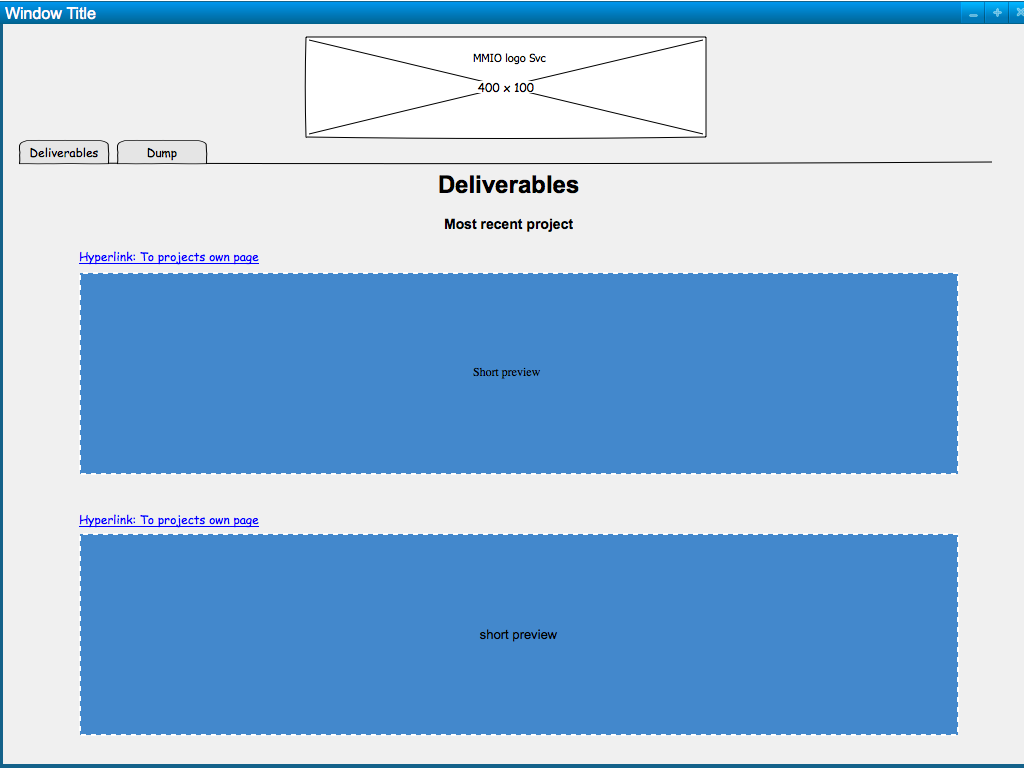 Window Title
MMIO logo Svc
400 x 100
Deliverables
Dump
Deliverables
Most recent project
Hyperlink: To projects own page
Short preview
Hyperlink: To projects own page
short preview